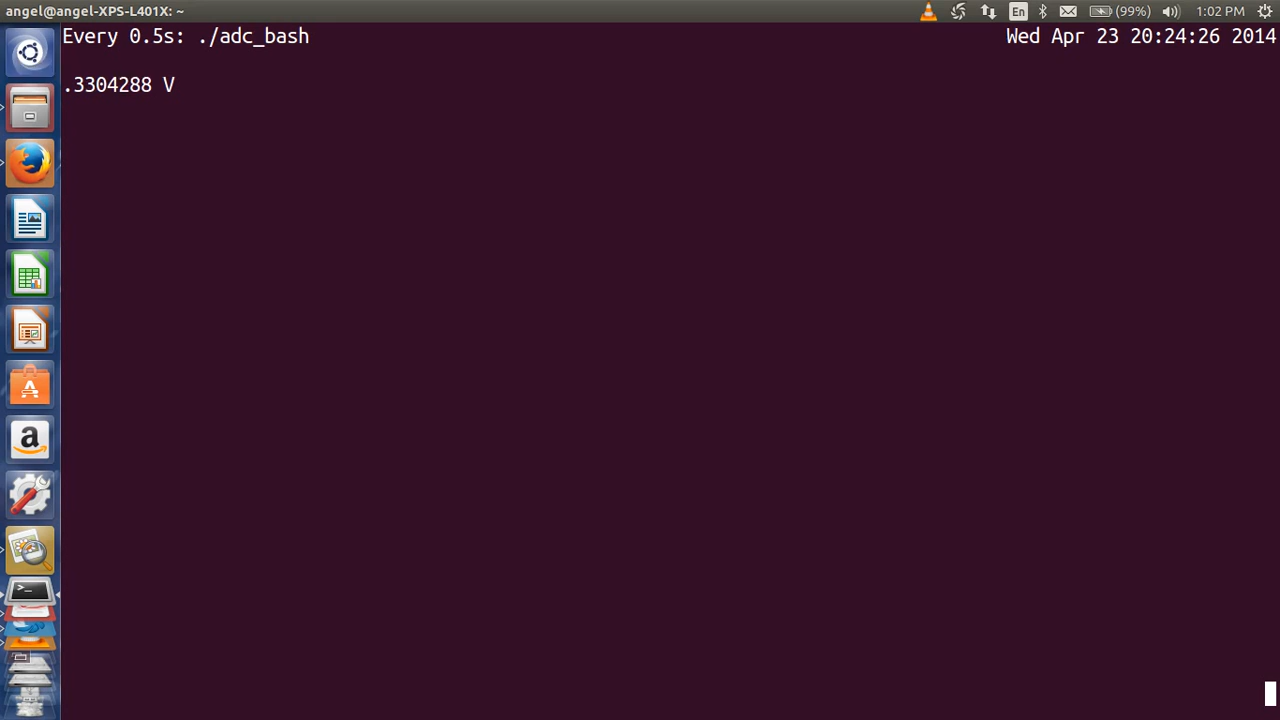 angel@angel-XPS-L401X: ~ En (99%) 1:02 PM
Every 0.5s: ./adc_bash Wed Apr 23 20:24:26 2014
.3304288 V